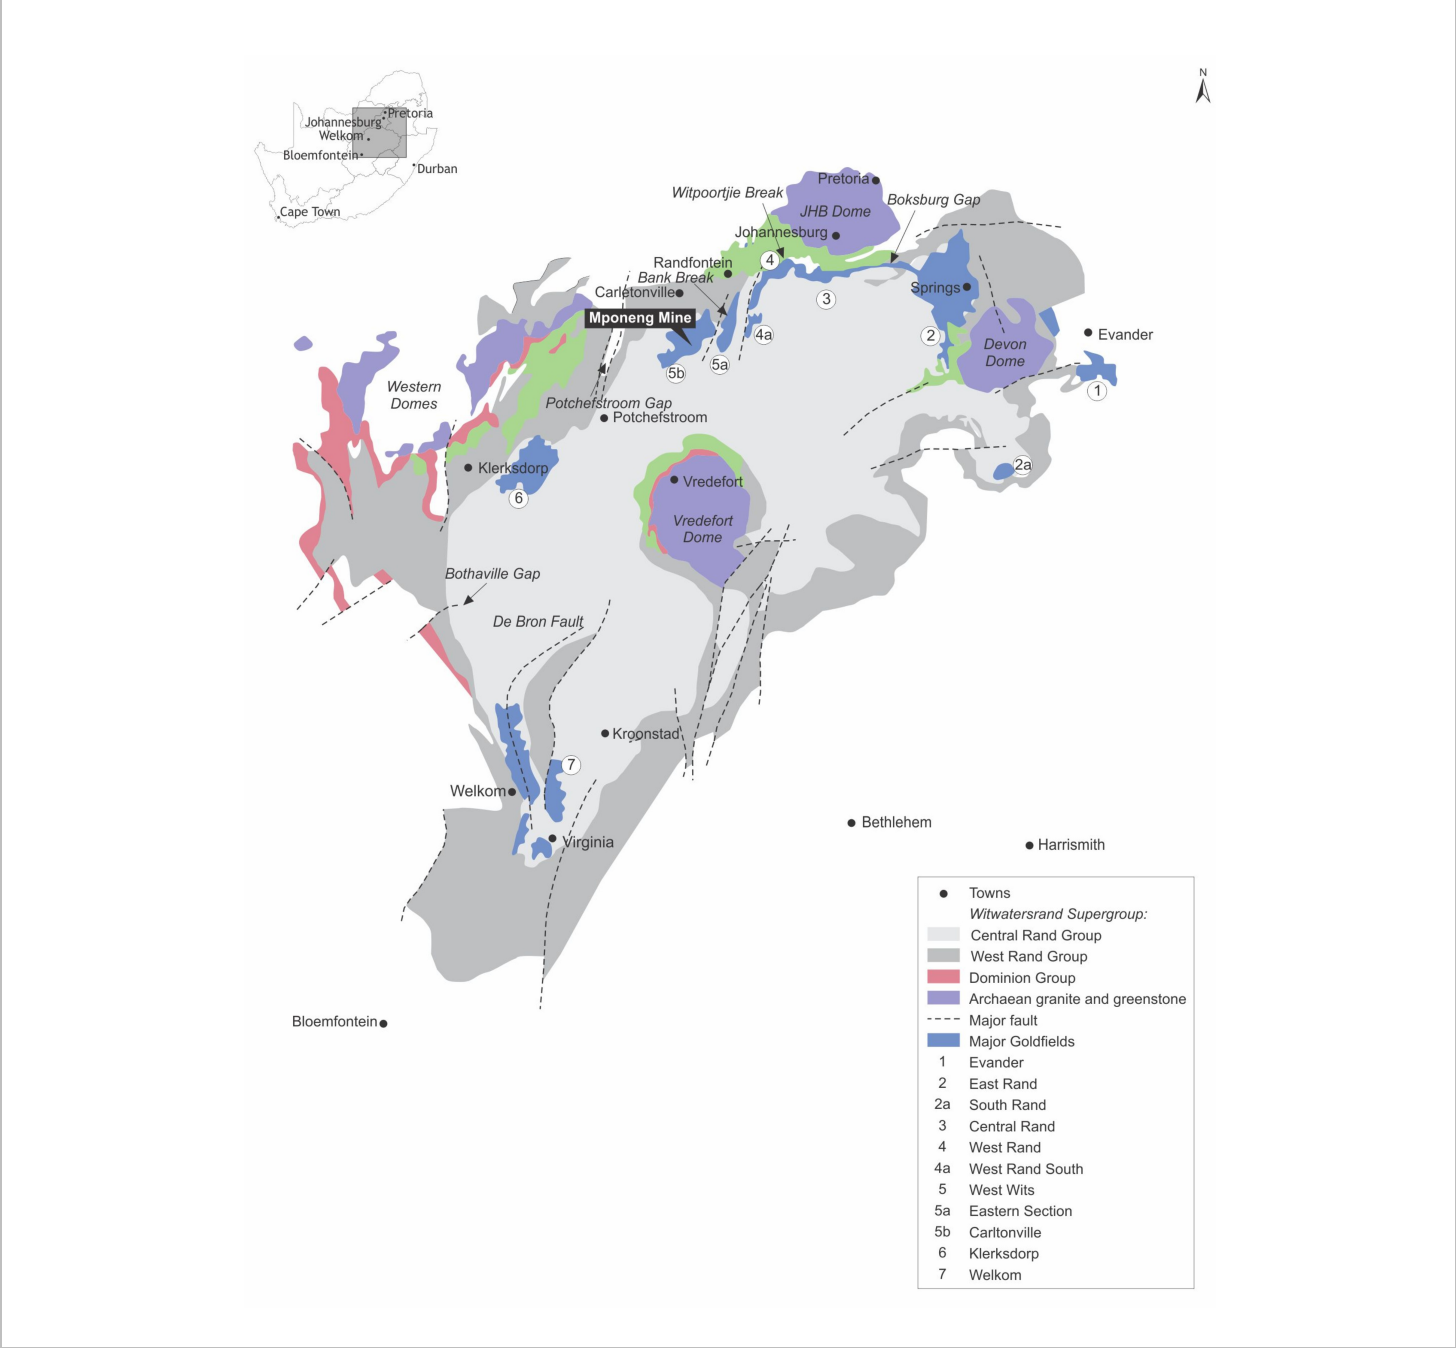 N
Pretoria
Johannesburg
Welkom
Bloemfontein
Durban
Cape Town
Pretoria
Witpoortjie Break
Boksburg Gap
JHB Dome
Johannesburg
4
Randfontein
Bank Break
Carletonville
3
Springs
Mponeng Mine
4a
2
Evander
Devon
Dome
5a
5b
1
Western
Domes
Potchefstroom Gap
Potchefstroom
Klerksdorp
2a
6
Vredefort
Vredefort
Dome
Bothaville Gap
De Bron Fault
Kroonstad
7
Welkom
Virginia
Bethlehem
Harrismith
Bloemfontein
Towns
Witwatersrand Supergroup:
Central Rand Group
West Rand Group
Dominion Group
Archaean granite and greenstone
Major fault
Major Goldfields
1 Evander
2 East Rand
2a South Rand
3 Central Rand
4 West Rand
4a West Rand South
5 West Wits
5a Eastern Section
5b Carltonville
6 Klerksdorp
7 Welkom